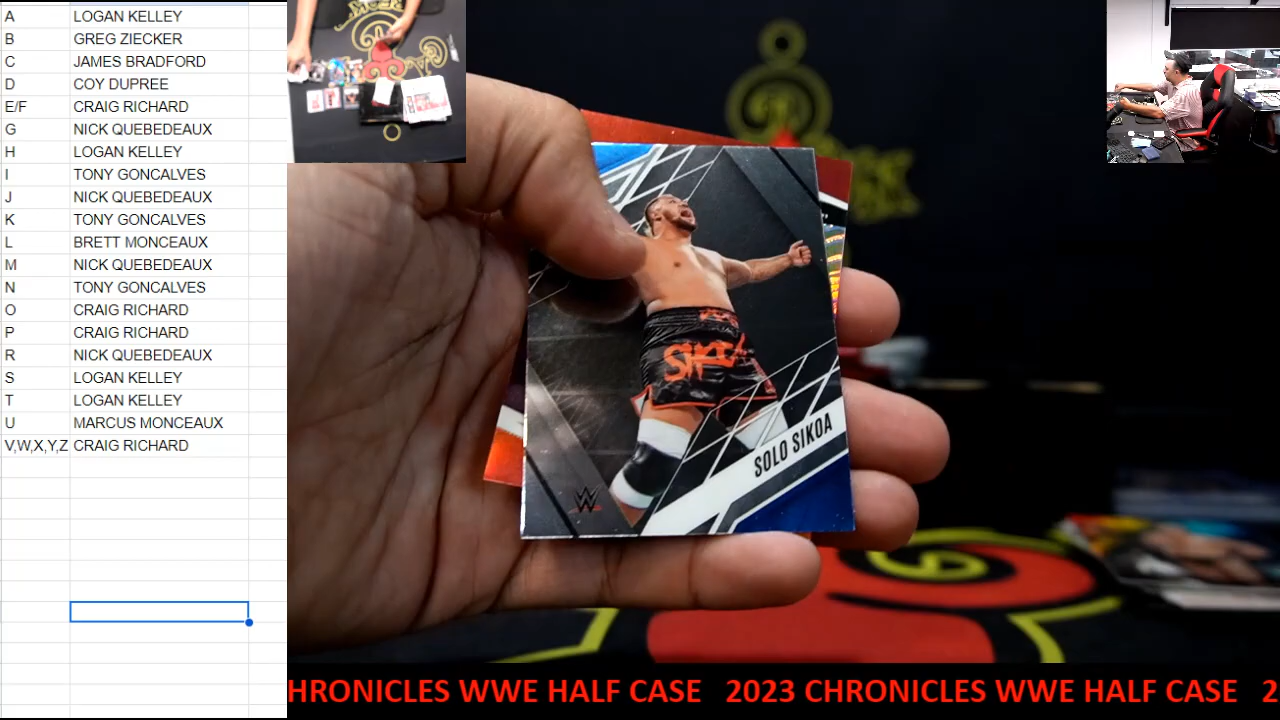 A LOGAN KELLEY
B GREG ZIECKER
C JAMES BRADFORD
D COY DUPREE
E/F CRAIG RICHARD
G NICK QUEBEDEAUX
H LOGAN KELLEY
I TONY GONCALVES
J NICK QUEBEDEAUX
K TONY GONCALVES
L BRETT MONCEAUX
M NICK QUEBEDEAUX
N TONY GONCALVES
O CRAIG RICHARD
P CRAIG RICHARD
R NICK QUEBEDEAUX
S LOGAN KELLEY
T LOGAN KELLEY
U MARCUS MONCEAUX
V,W,X,Y,Z CRAIG RICHARD
SIKOA
SOLO SIKOA
W
HRONICLES WWE HALF CASE 2023 CHRONICLES WWE HALF CASE 2